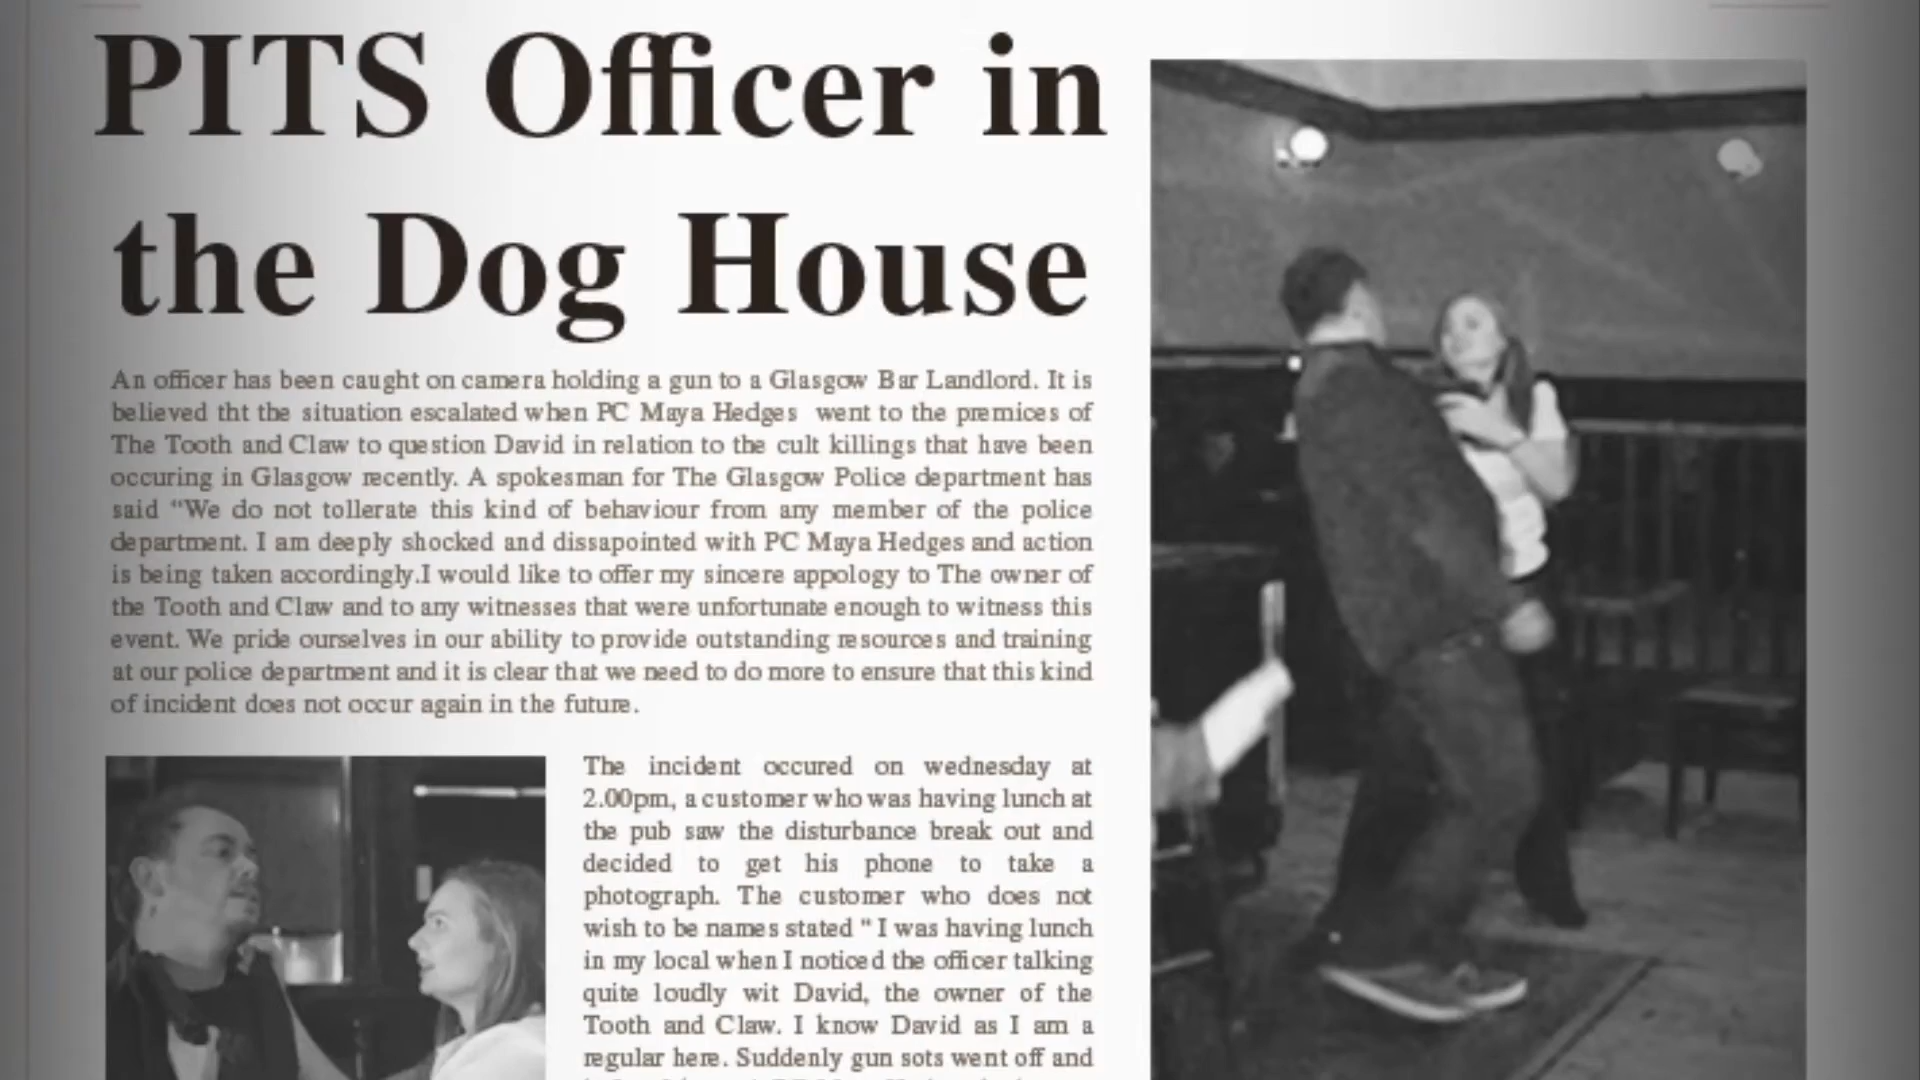 PITS Officer in
the Dog House
An officer has been caught on camera holding a gun to a Glasgow Bar Landlord. It is
believed tht the situation escalated when PC Maya Hedges went to the premices of
The Tooth and Claw to question David in relation to the cult killings that have been
occuring in Glasgow recently. A spokesman for The Glasgow Police department has
said “We do not tollerate this kind of behaviour from any member of the police
department. I am deeply shocked and dissapointed with PC Maya Hedges and action
is being taken accordingly.I would like to offer my sincere appology to The owner of
the Tooth and Claw and to any witnesses that were unfortunate enough to witness this
event. We pride ourselves in our ability to provide outstanding resources and training
at our police department and it is clear that we need to do more to ensure that this kind
of incident does not occur again in the future.
The incident occured on wednesday at
2.00pm, a customer who was having lunch at
the pub saw the disturbance break out and
decided to get his phone to take a
photograph. The customer who does not
wish to be names stated “ I was having lunch
in my local when I noticed the officer talking
quite loudly wit David, the owner of the
Tooth and Claw. I know David as I am a
regular here. Suddenly gun sots went off and